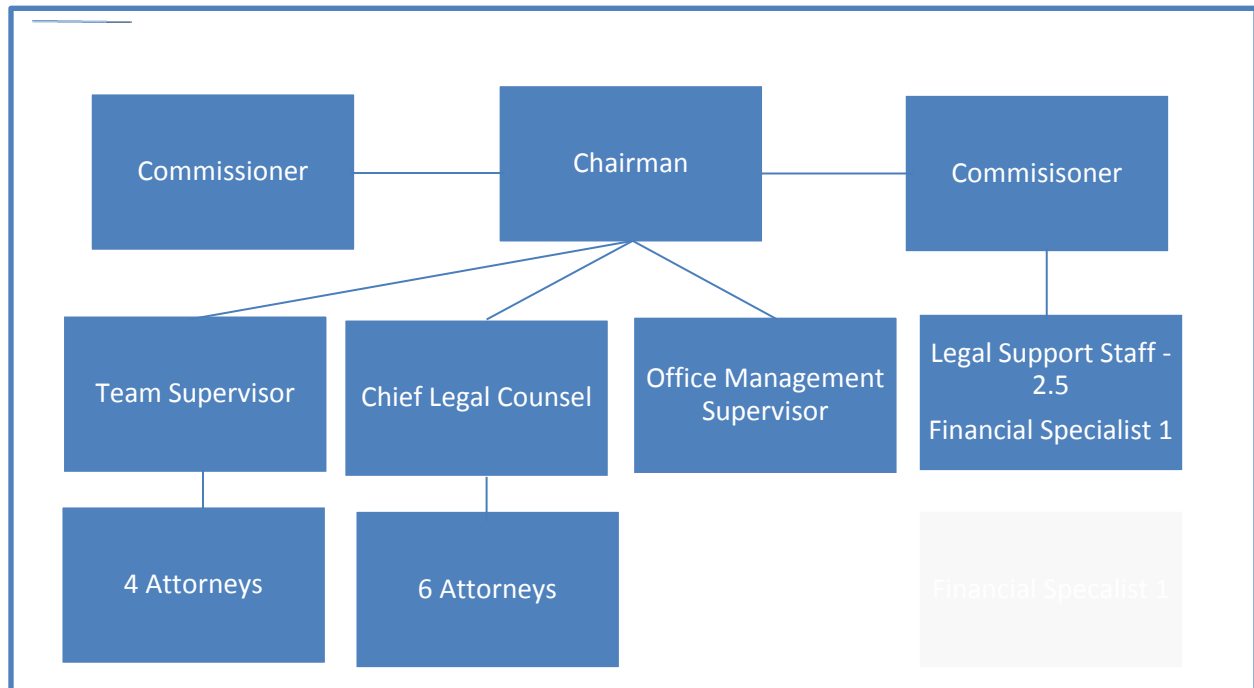 Commissioner
Chairman
Commisisoner
Team Supervisor
Chief Legal Counsel
Office Management
Supervisor
Legal Support Staff -
2.5
Financial Specialist 1
4 Attorneys
6 Attorneys
Financial Specalist 1